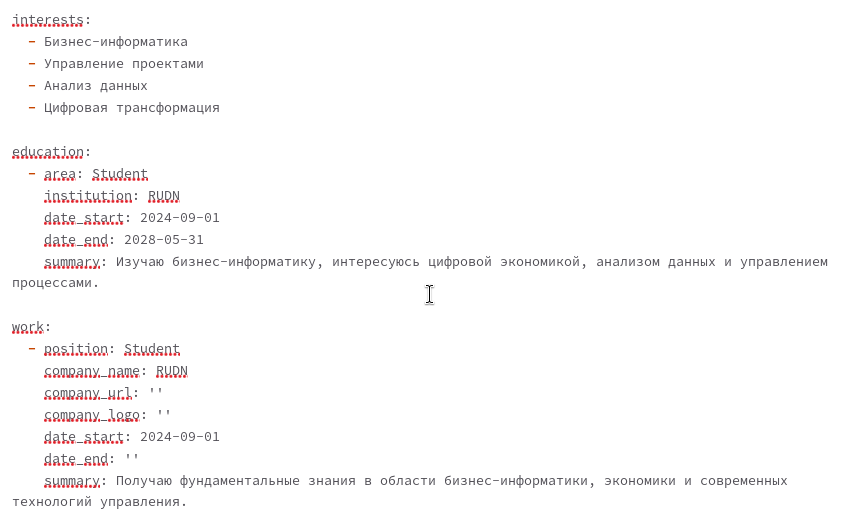 interests:
  - Бизнес-информатика
  - Управление проектами
  - Анализ данных
  - Цифровая трансформация

education:
  - area: Student
    institution: RUDN
    date_start: 2024-09-01
    date_end: 2028-05-31
    summary: Изучаю бизнес-информатику, интересуюсь цифровой экономикой, анализом данных и управлением
процессами.

work:
  - position: Student
    company_name: RUDN
    company_url: ''
    company_logo: ''
    date_start: 2024-09-01
    date_end: ''
    summary: Получаю фундаментальные знания в области бизнес-информатики, экономики и современных
технологий управления.